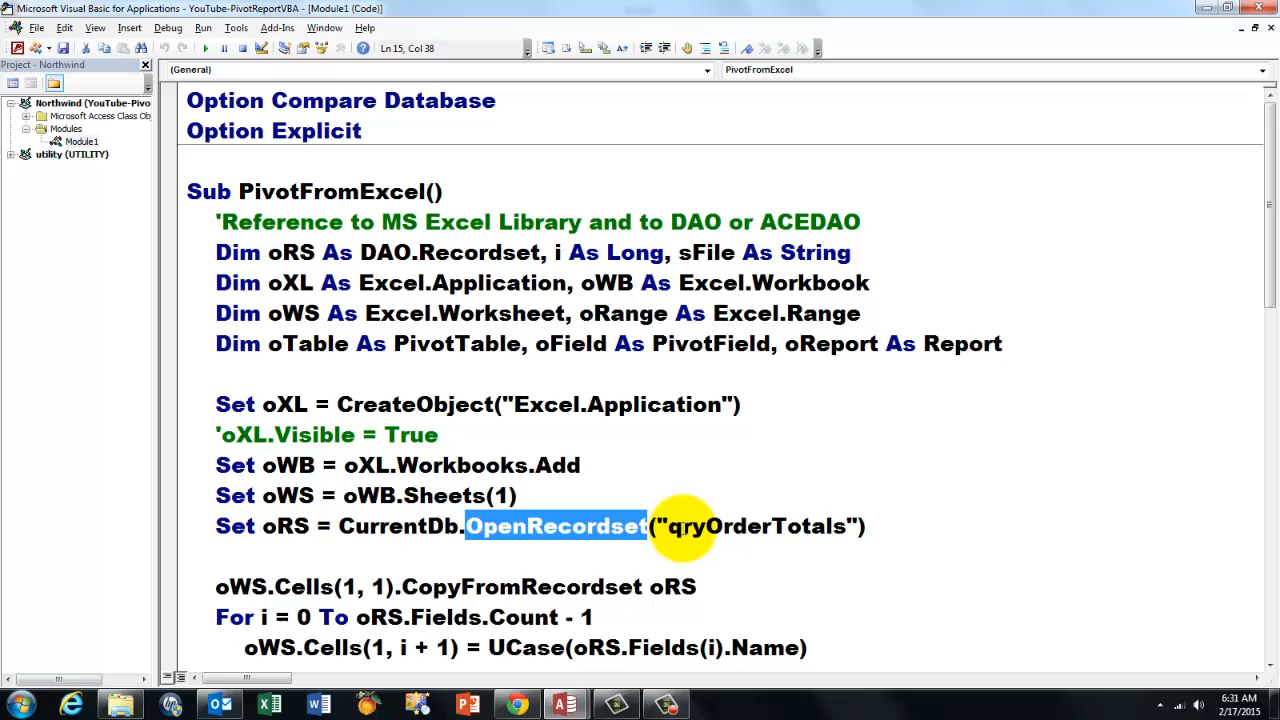 Microsoft Visual Basic for Applications - YouTube-PivotReportVBA - [Module1 (Code)]
File Edit View Insert Format Debug Run Tools Add-Ins Window Help
Ln 15, Col 38
Project - Northwind
(General)
PivotFromExcel
Northwind (YouTube-Pivo
Microsoft Access Class Obj
Modules
Module1
utility (UTILITY)
Option Compare Database
Option Explicit
Sub PivotFromExcel()
'Reference to MS Excel Library and to DAO or ACEDAO
Dim oRS As DAO.Recordset, i As Long, sFile As String
Dim oXL As Excel.Application, oWB As Excel.Workbook
Dim oWS As Excel.Worksheet, oRange As Excel.Range
Dim oTable As PivotTable, oField As PivotField, oReport As Report
Set oXL = CreateObject("Excel.Application")
'oXL.Visible = True
Set oWB = oXL.Workbooks.Add
Set oWS = oWB.Sheets(1)
Set oRS = CurrentDb.OpenRecordset("qryOrderTotals")
oWS.Cells(1, 1).CopyFromRecordset oRS
For i = 0 To oRS.Fields.Count - 1
oWS.Cells(1, i + 1) = UCase(oRS.Fields(i).Name)
6:31 AM
2/17/2015